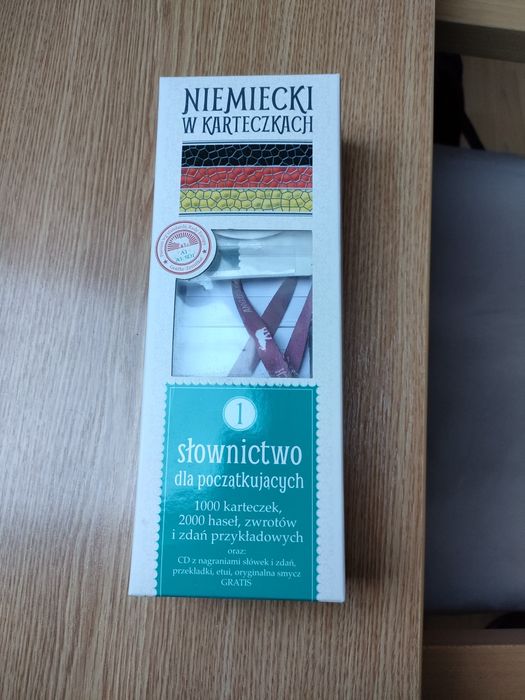 NIEMIECKI
W KARTECZKACH
1
słownictwo
dla początkujących
1000 karteczek,
2000 haseł, zwrotów
i zdań przykładowych
oraz:
CD z nagraniami słówek i zdań,
przekładki, etui, oryginalna smycz
GRATIS